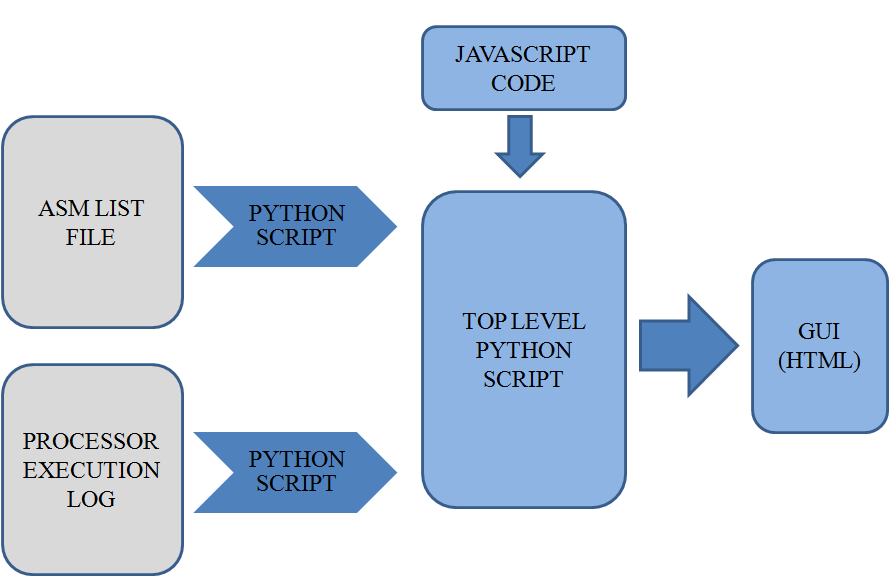 JAVASCRIPT
CODE
ASM LIST
FILE
PYTHON
SCRIPT
TOP LEVEL
PYTHON
SCRIPT
GUI
(HTML)
PROCESSOR
EXECUTION
LOG
PYTHON
SCRIPT